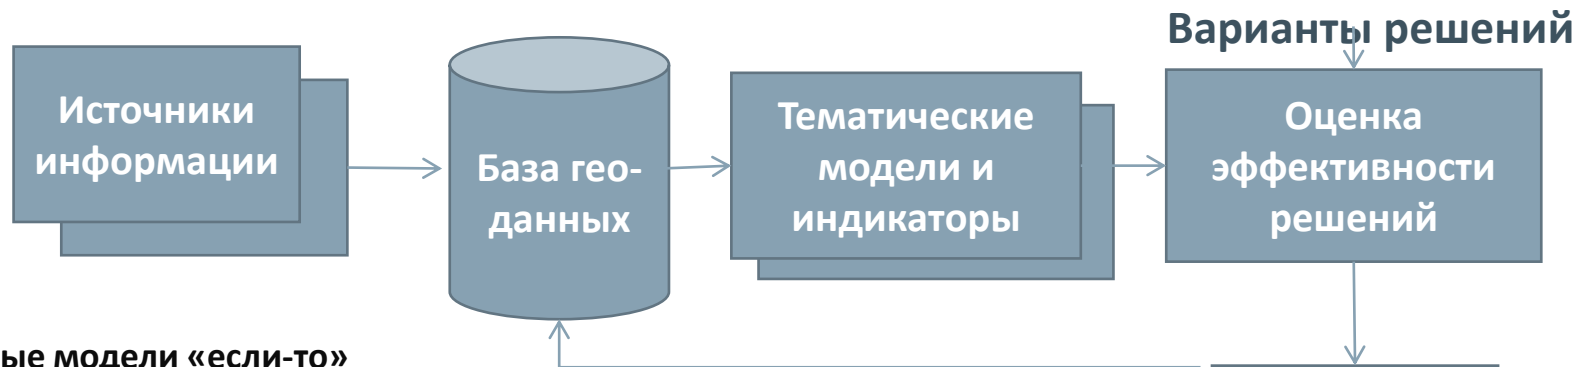 Варианты решений
Источники
информации
База гео-
данных
Тематические
модели и
индикаторы
Оценка
эффективности
решений
ые модели «если-то»